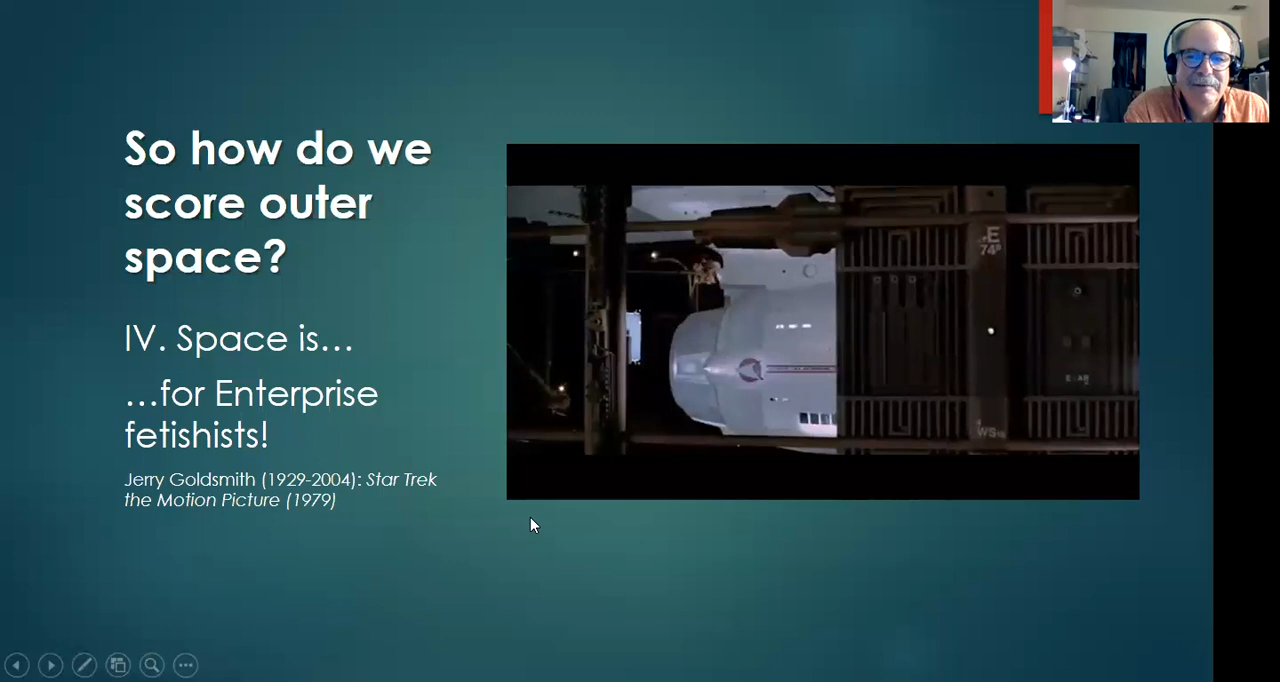 So how do we
score outer
space?
IV. Space is…
…for Enterprise
fetishists!
Jerry Goldsmith (1929-2004): Star Trek
the Motion Picture (1979)
E
74⁹